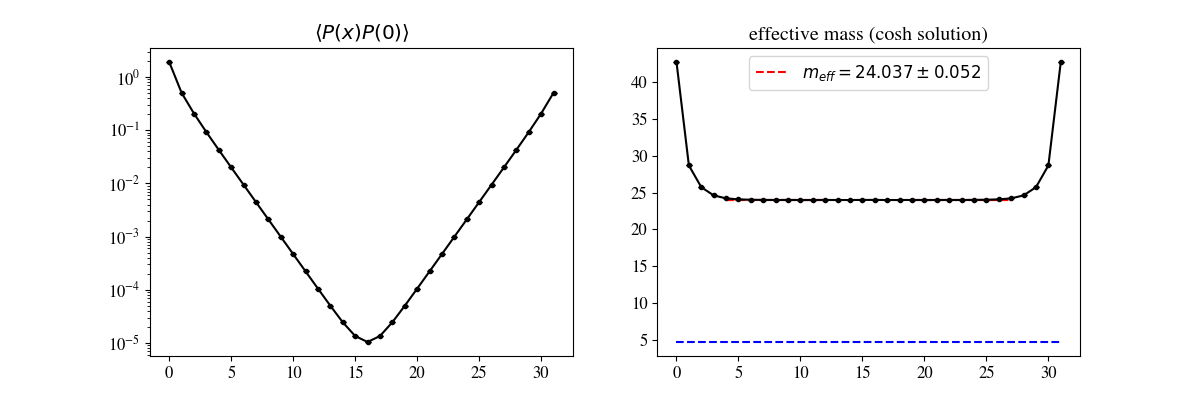 ⟨P(x)P(0)⟩
10⁰
10⁻¹
10⁻²
10⁻³
10⁻⁴
10⁻⁵
0 5 10 15 20 25 30
effective mass (cosh solution)
m_eff = 24.037 ± 0.052
40
35
30
25
20
15
10
5
0 5 10 15 20 25 30